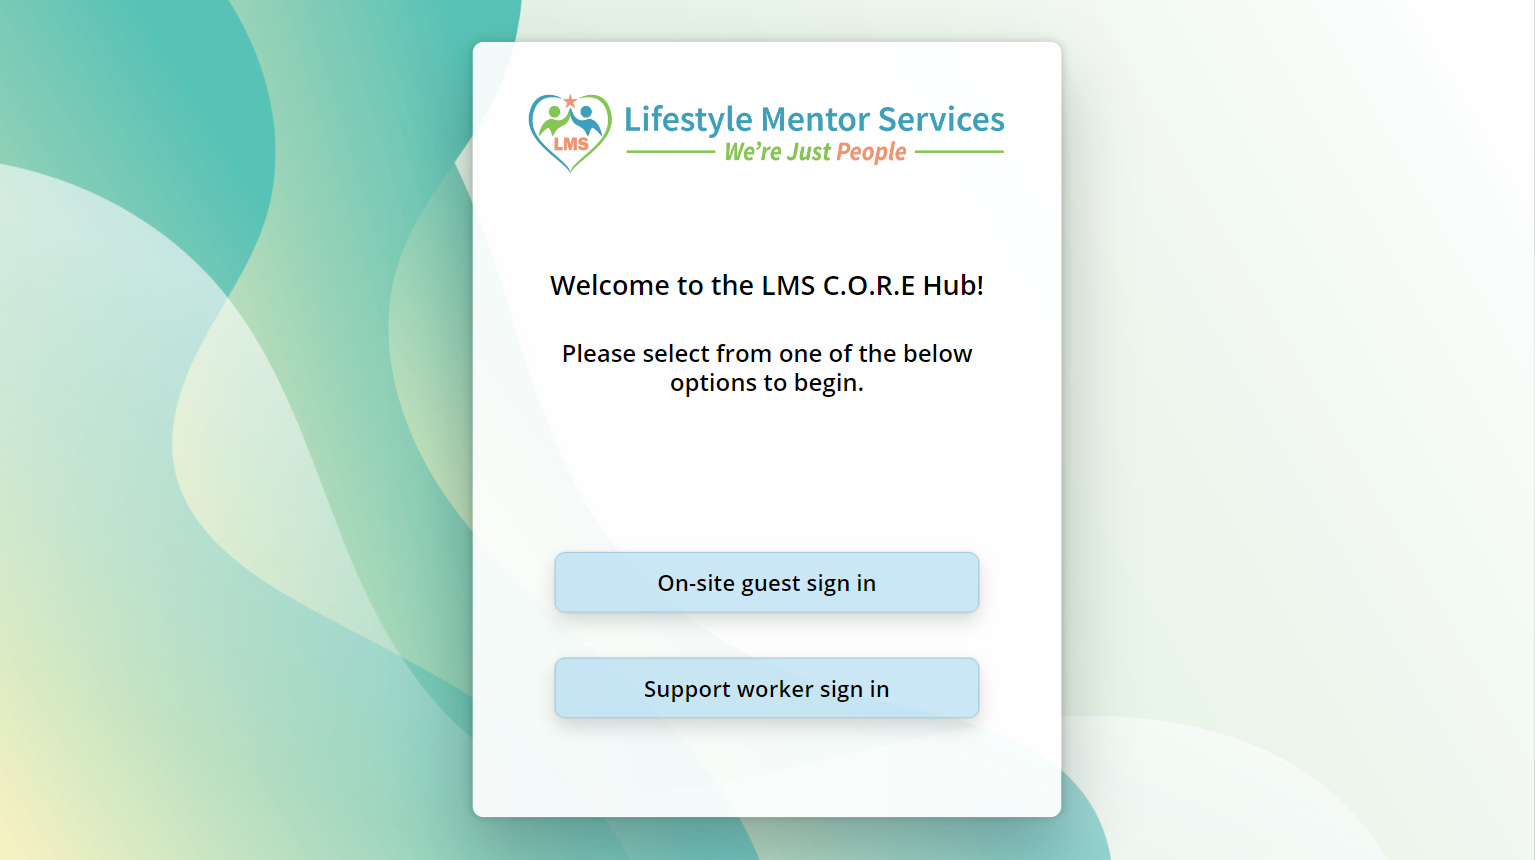 LMS
Lifestyle Mentor Services
We're Just People
Welcome to the LMS C.O.R.E Hub!
Please select from one of the below
options to begin.
On-site guest sign in
Support worker sign in